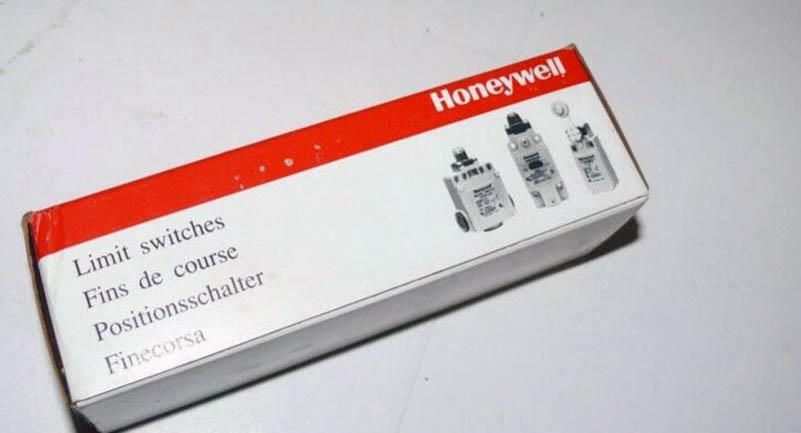 Honeywell
Limit switches
Fins de course
Positionsschalter
Finecorsa